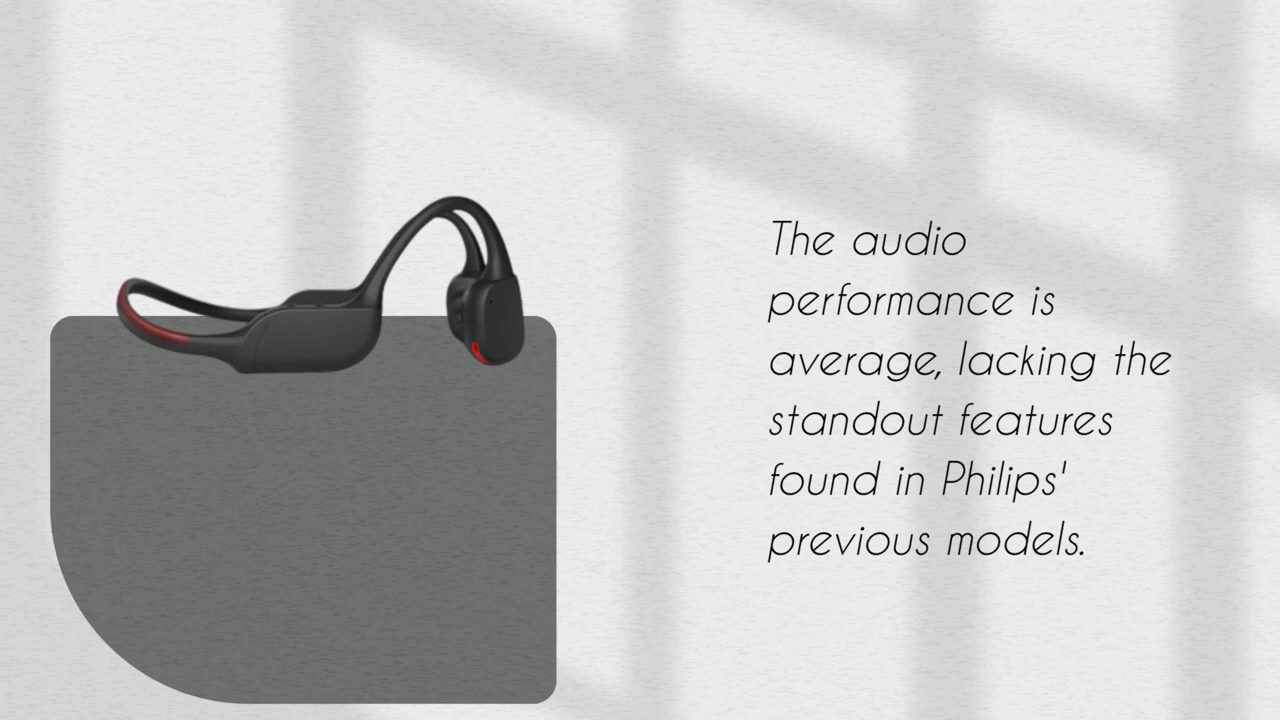 The audio
performance is
average, lacking the
standout features
found in Philips'
previous models.